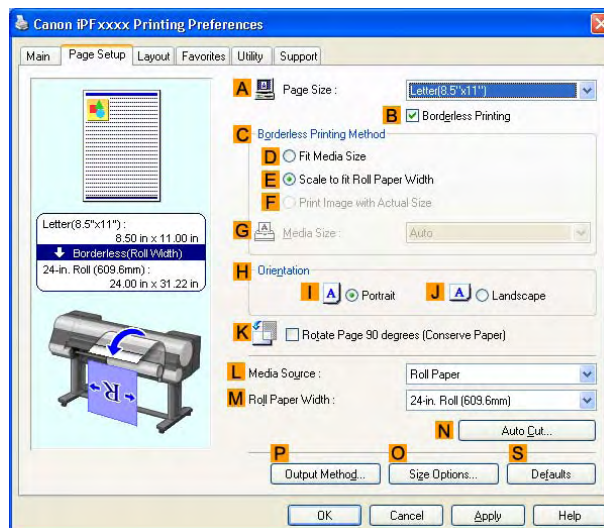 Canon iPFxxxx Printing Preferences
Main Page Setup Layout Favorites Utility Support
A Page Size : Letter(8.5"x11")
B Borderless Printing
C Borderless Printing Method
D Fit Media Size
E Scale to fit Roll Paper Width
F Print Image with Actual Size
G Media Size : Auto
Letter(8.5"x11") :
8.50 in x 11.00 in
Borderless(Roll Width)
24-in. Roll (609.6mm) :
24.00 in x 31.22 in
H Orientation
I A Portrait J A Landscape
K Rotate Page 90 degrees (Conserve Paper)
R
L Media Source : Roll Paper
M Roll Paper Width : 24-in. Roll (609.6mm)
N Auto Cut...
P O S
Output Method... Size Options... Defaults
OK Cancel Apply Help